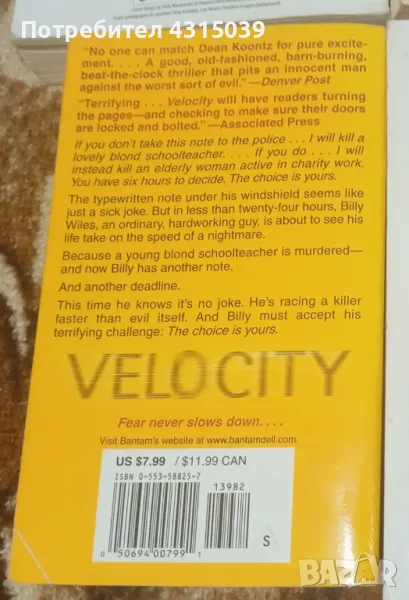 Потребител 4315039
"No one can match Dean Koontz for pure excite-
ment. . . . A good, old-fashioned, barn-burning,
beat-the-clock thriller that pits an innocent man
against the worst sort of evil."—Denver Post
"Terrifying . . . Velocity will have readers turning
the pages—and checking to make sure their doors
are locked and bolted."—Associated Press
If you don't take this note to the police . . . I will kill a
lovely blond schoolteacher. . . . If you do . . . I will
instead kill an elderly woman active in charity work.
You have six hours to decide. The choice is yours.
The typewritten note under his windshield seems like
just a sick joke. But in less than twenty-four hours, Billy
Wiles, an ordinary, hardworking guy, is about to see his
life take on the speed of a nightmare.
Because a young blond schoolteacher is murdered—
and now Billy has another note.
And another deadline.
This time he knows it's no joke. He's racing a killer
faster than evil itself. And Billy must accept his
terrifying challenge: The choice is yours.
VELOCITY
Fear never slows down. . . .
Visit Bantam's website at www.bantamdell.com
US $7.99 / $11.99 CAN
ISBN 0-553-58825-7
13982
0 50694 00799 1
S
BAZAR